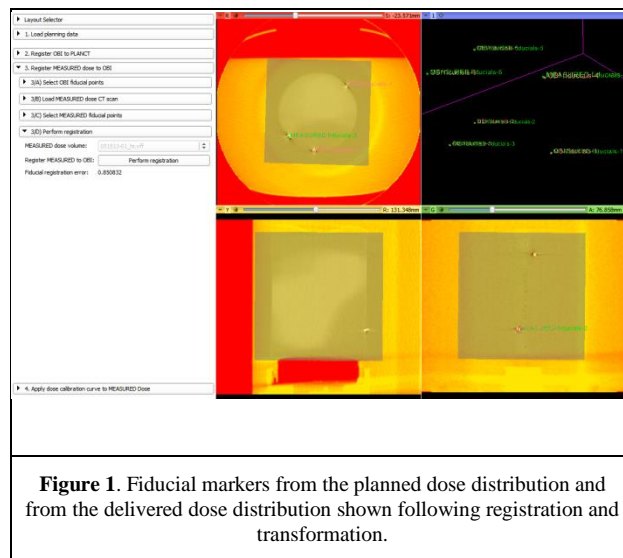 Layout Selector
1. Load planning data
2. Register OBI to PLANCT
3. Register MEASURED dose to OBI
3/A) Select OBI fiducial points
3/B) Load MEASURED dose CT scan
3/C) Select MEASURED fiducial points
3/D) Perform registration
MEASURED dose volume:
Register MEASURED to OBI: Perform registration
Fiducial registration error: 0.850832
4. Apply dose calibration curve to MEASURED Dose
R S: -23.571mm
1
Y R: 131.348mm
G A: 76.858mm
Figure 1. Fiducial markers from the planned dose distribution and
from the delivered dose distribution shown following registration and
transformation.